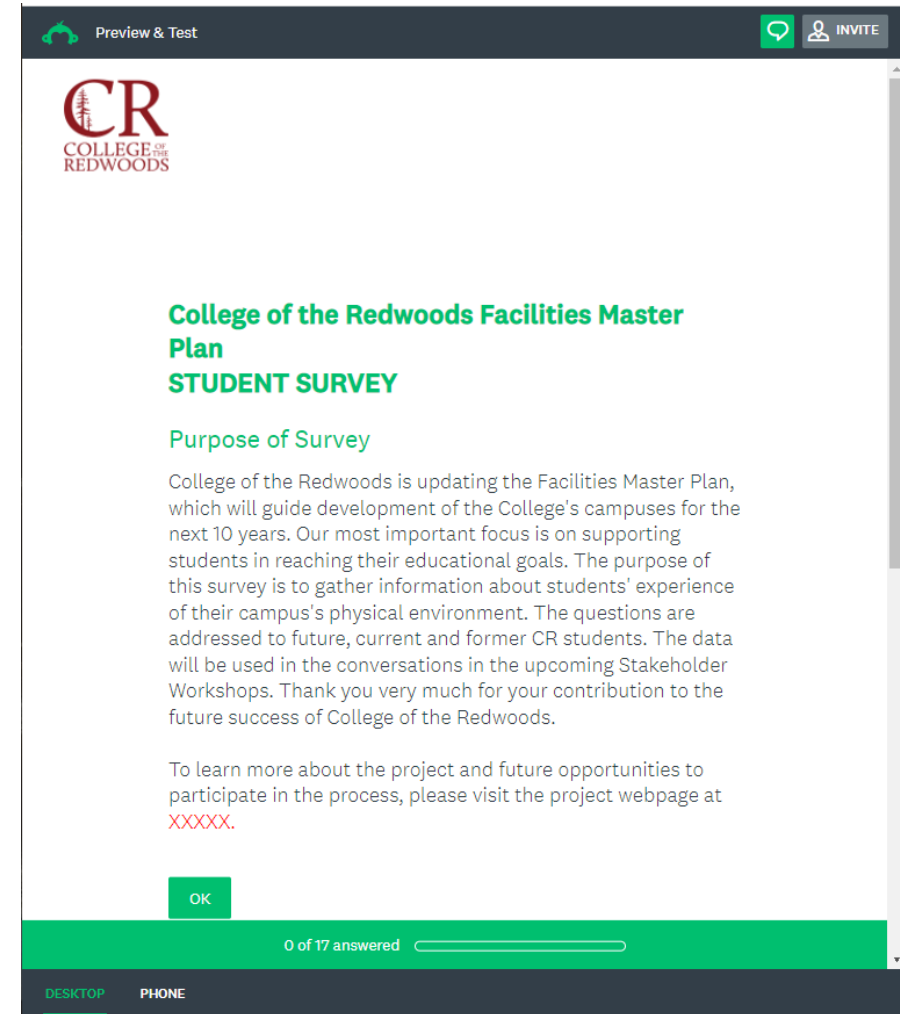 Preview & Test
INVITE
CR
COLLEGE OF THE
REDWOODS
College of the Redwoods Facilities Master
Plan
STUDENT SURVEY
Purpose of Survey
College of the Redwoods is updating the Facilities Master Plan,
which will guide development of the College's campuses for the
next 10 years. Our most important focus is on supporting
students in reaching their educational goals. The purpose of
this survey is to gather information about students' experience
of their campus's physical environment. The questions are
addressed to future, current and former CR students. The data
will be used in the conversations in the upcoming Stakeholder
Workshops. Thank you very much for your contribution to the
future success of College of the Redwoods.
To learn more about the project and future opportunities to
participate in the process, please visit the project webpage at
XXXXX.
OK
0 of 17 answered
DESKTOP PHONE